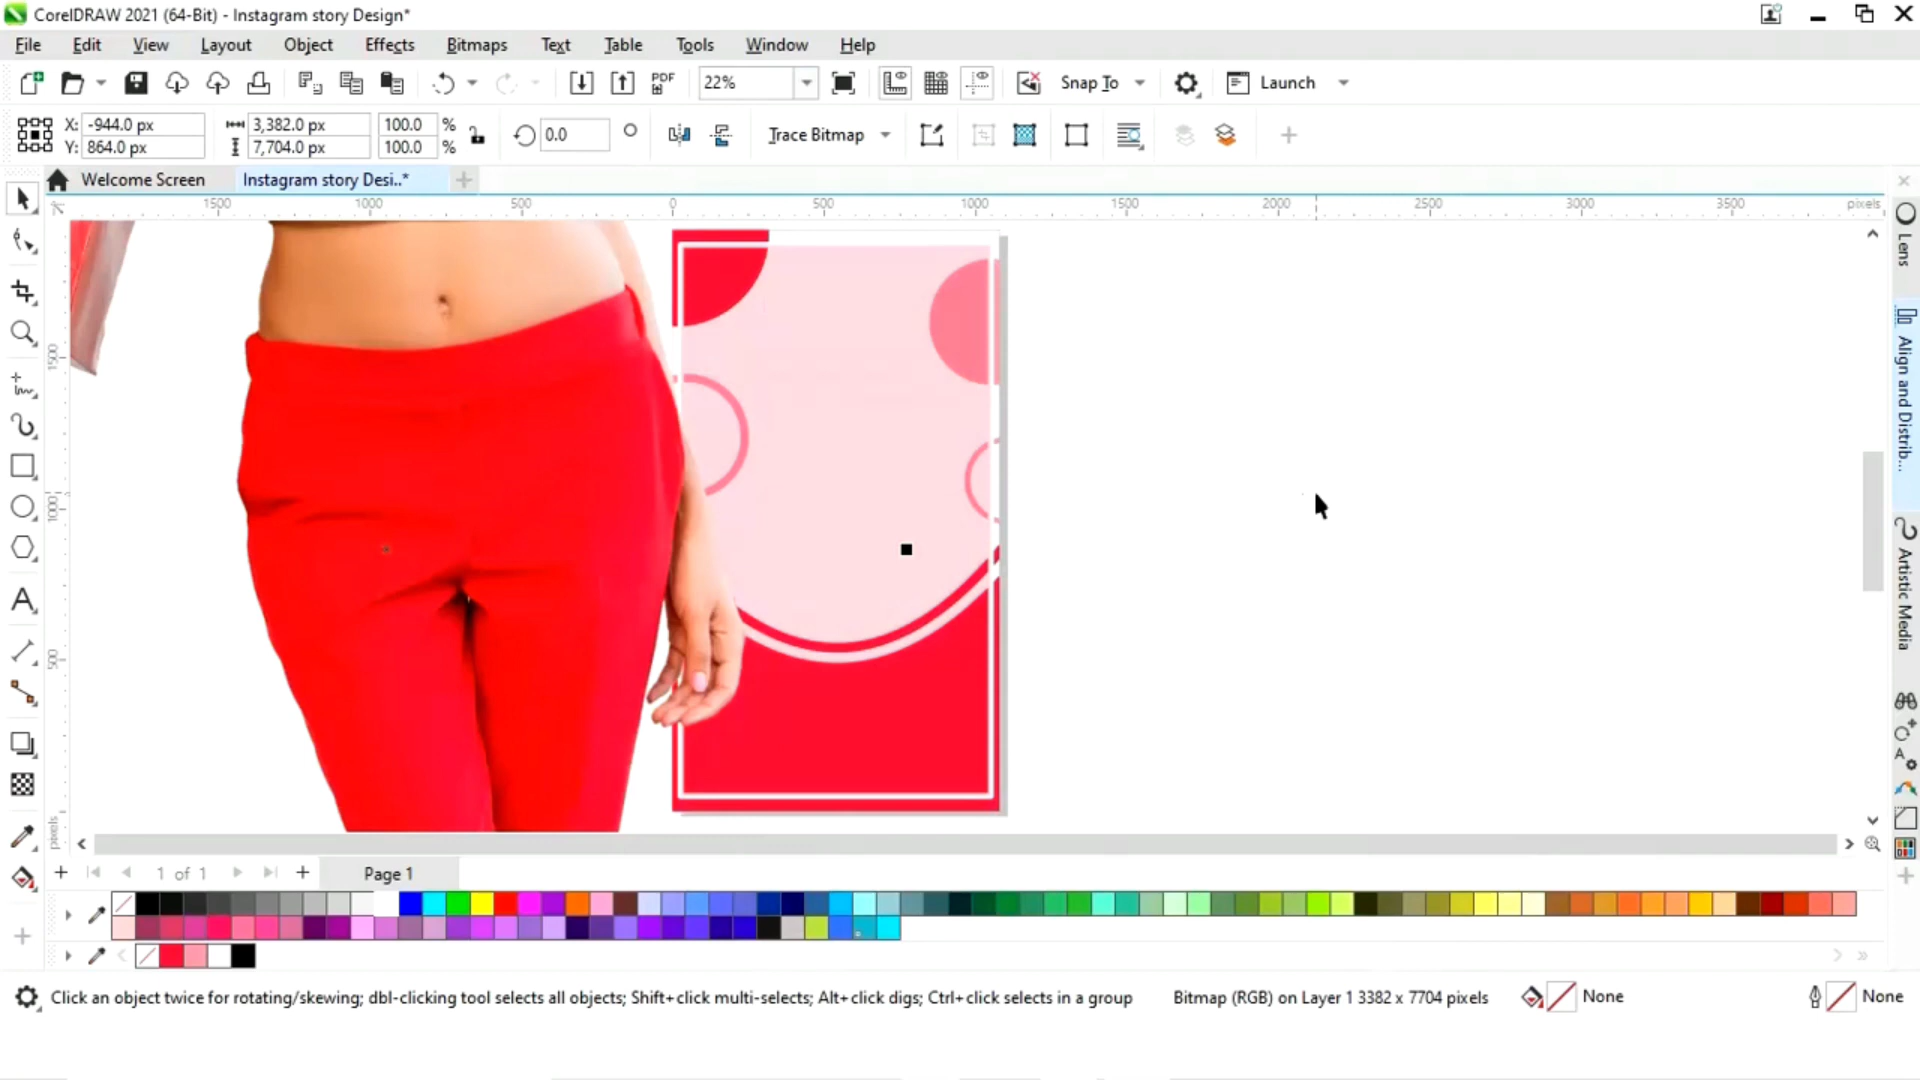 CorelDRAW 2021 (64-Bit) - Instagram story Design*
File Edit View Layout Object Effects Bitmaps Text Table Tools Window Help
PDF 22% Snap To Launch
X: -944.0 px 3,382.0 px 100.0 %
Y: 864.0 px 7,704.0 px 100.0 %
0.0 Trace Bitmap
Welcome Screen Instagram story Desi..*
1500 1000 500 0 500 1000 1500 2000 2500 3000 3500 pixels
1500
1000
500
pixels
Lens
Align and Distrib...
Artistic Media
1 of 1 Page 1
Click an object twice for rotating/skewing; dbl-clicking tool selects all objects; Shift+click multi-selects; Alt+click digs; Ctrl+click selects in a group Bitmap (RGB) on Layer 1 3382 x 7704 pixels None None